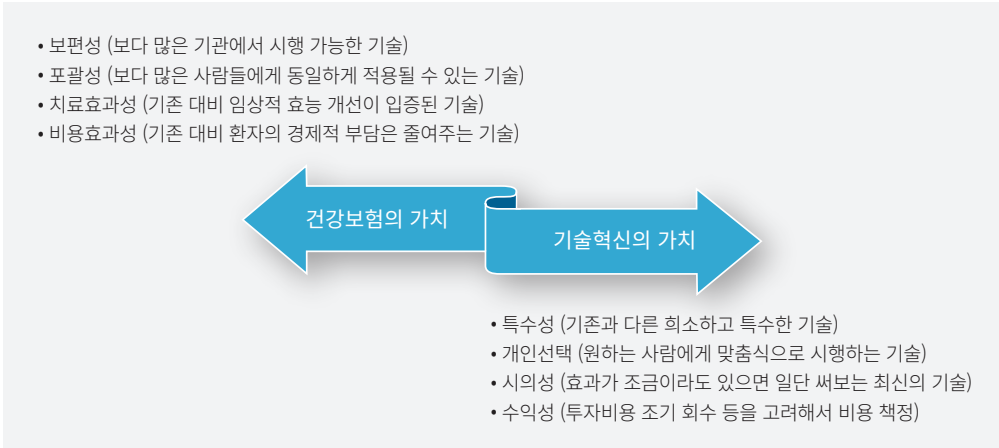 • 보편성 (보다 많은 기관에서 시행 가능한 기술)
• 포괄성 (보다 많은 사람들에게 동일하게 적용될 수 있는 기술)
• 치료효과성 (기존 대비 임상적 효능 개선이 입증된 기술)
• 비용효과성 (기존 대비 환자의 경제적 부담은 줄여주는 기술)
건강보험의 가치
기술혁신의 가치
• 특수성 (기존과 다른 희소하고 특수한 기술)
• 개인선택 (원하는 사람에게 맞춤식으로 시행하는 기술)
• 시의성 (효과가 조금이라도 있으면 일단 써보는 최신의 기술)
• 수익성 (투자비용 조기 회수 등을 고려해서 비용 책정)